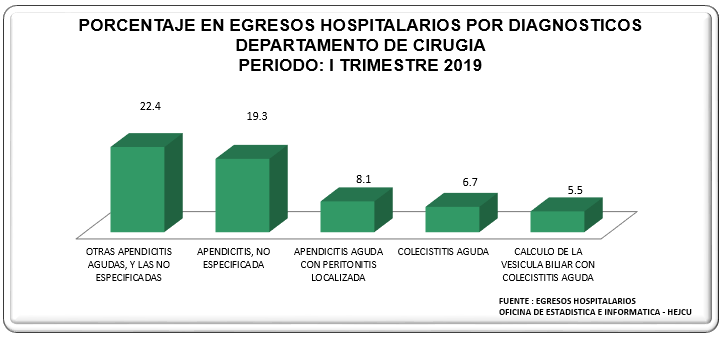 PORCENTAJE EN EGRESOS HOSPITALARIOS POR DIAGNOSTICOS
DEPARTAMENTO DE CIRUGIA
PERIODO: I TRIMESTRE 2019
22.4
19.3
8.1
6.7
5.5
OTRAS APENDICITIS
AGUDAS, Y LAS NO
ESPECIFICADAS
APENDICITIS, NO
ESPECIFICADA
APENDICITIS AGUDA
CON PERITONITIS
LOCALIZADA
COLECISTITIS AGUDA
CALCULO DE LA
VESICULA BILIAR CON
COLECISTITIS AGUDA
FUENTE : EGRESOS HOSPITALARIOS
OFICINA DE ESTADISTICA E INFORMATICA - HEJCU